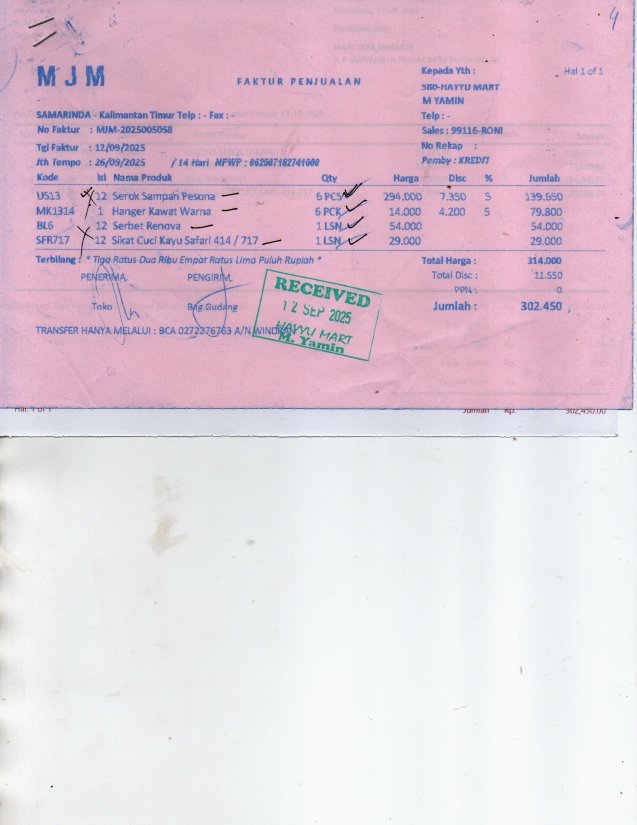 4
MJM
FAKTUR PENJUALAN
Kepada Yth :
Hal 1 of 1
580-HAYYU MART
M YAMIN
SAMARINDA - Kalimantan Timur Telp : - Fax : -
Telp : -
No Faktur : MJM-2025005058
Sales : 99116-RONI
Tgl Faktur : 12/09/2025
No Rekap :
Jth Tempo : 26/09/2025 / 14 Hari NPWP : 062507162741000
Pemby : KREDIT
Kode Isi Nama Produk Qty Harga Disc % Jumlah
US13 12 Serok Sampah Pesona 6 PCS 294.000 7.350 5 139.650
MK1314 1 Hanger Kawat Warna 6 PCK 14.000 4.200 5 79.800
BL6 12 Serbet Renova 1 LSN 54.000 54.000
SFR717 12 Sikat Cuci Kayu Safari 414 / 717 1 LSN 29.000 29.000
Terbilang : * Tiga Ratus Dua Ribu Empat Ratus Lima Puluh Rupiah *
Total Harga : 314.000
PENERIMA, PENGIRIM,
Total Disc : 11.550
PPN : 0
Toko Bag.Gudang
Jumlah : 302.450
RECEIVED
12 SEP 2025
HAYYU MART
M. Yamin
TRANSFER HANYA MELALUI : BCA 0272276763 A/N
Hal. 1 of 1 Jumlah Rp. 302,450.00